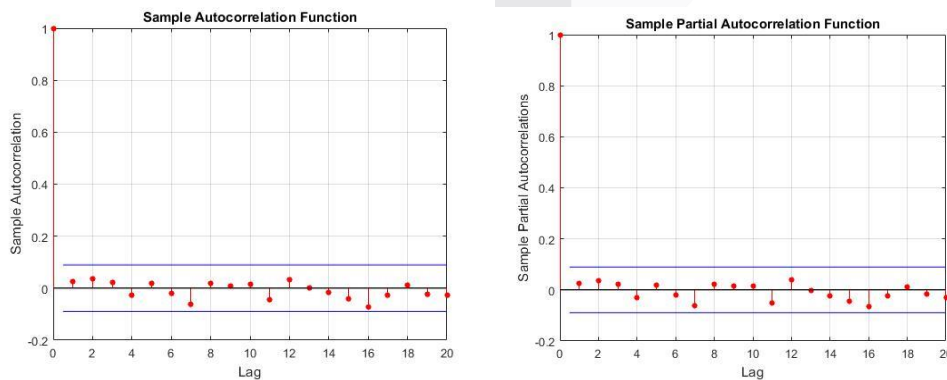 Sample Autocorrelation Function
Sample Autocorrelation
1
0.8
0.6
0.4
0.2
0
-0.2
0 2 4 6 8 10 12 14 16 18 20
Lag
Sample Partial Autocorrelation Function
Sample Partial Autocorrelations
1
0.8
0.6
0.4
0.2
0
-0.2
0 2 4 6 8 10 12 14 16 18 20
Lag